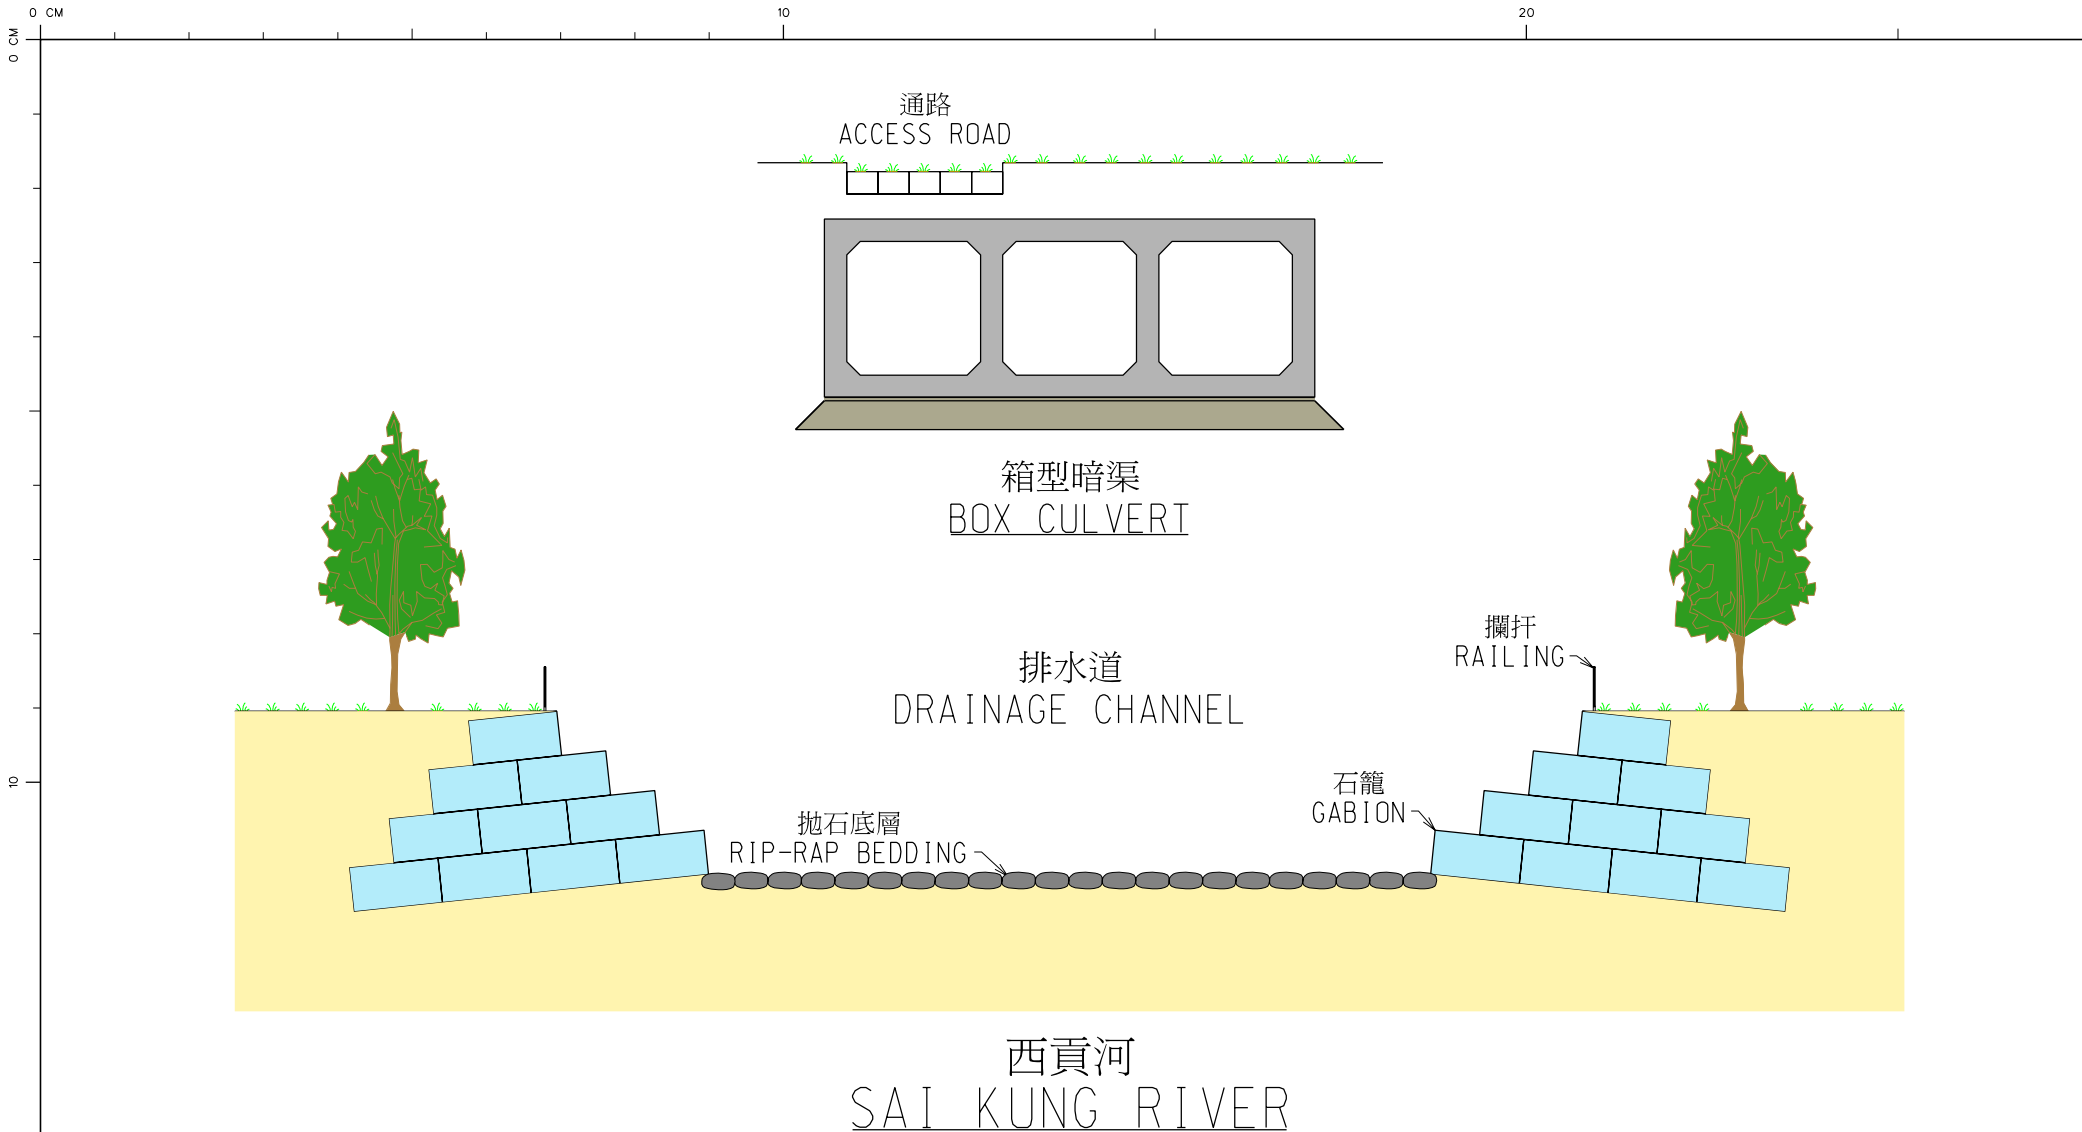 0 CM
10
20
0 CM
通路
ACCESS ROAD
箱型暗渠
BOX CULVERT
攔扞
RAILING
排水道
DRAINAGE CHANNEL
10
石籠
GABION
拋石底層
RIP-RAP BEDDING
西貢河
SAI KUNG RIVER